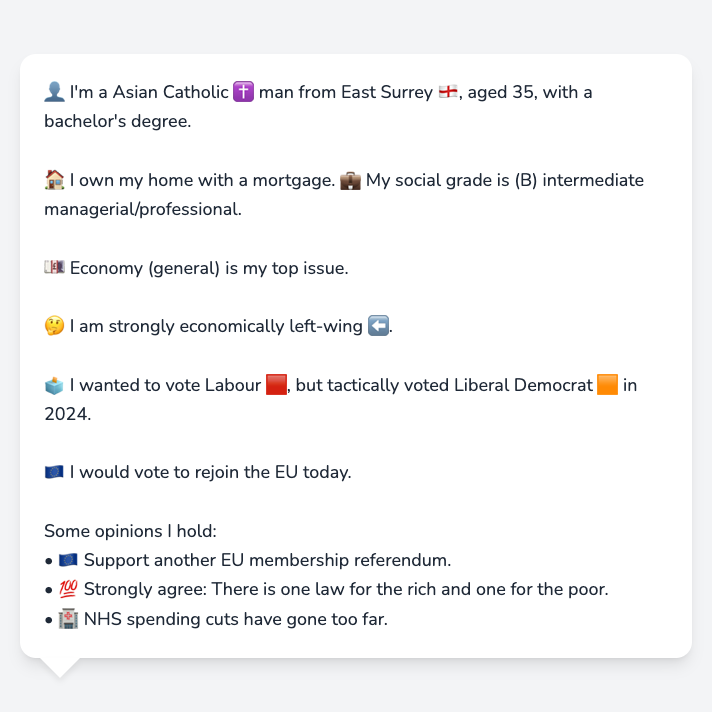 👤 I'm a Asian Catholic ✝️ man from East Surrey 🏴󠁧󠁢󠁥󠁮󠁧󠁿, aged 35, with a
bachelor's degree.
🏠 I own my home with a mortgage. 💼 My social grade is (B) intermediate
managerial/professional.
💷 Economy (general) is my top issue.
🤔 I am strongly economically left-wing ⬅️.
🗳️ I wanted to vote Labour 🟥, but tactically voted Liberal Democrat 🟧 in
2024.
🇪🇺 I would vote to rejoin the EU today.
Some opinions I hold:
• 🇪🇺 Support another EU membership referendum.
• 💯 Strongly agree: There is one law for the rich and one for the poor.
• 🏥 NHS spending cuts have gone too far.